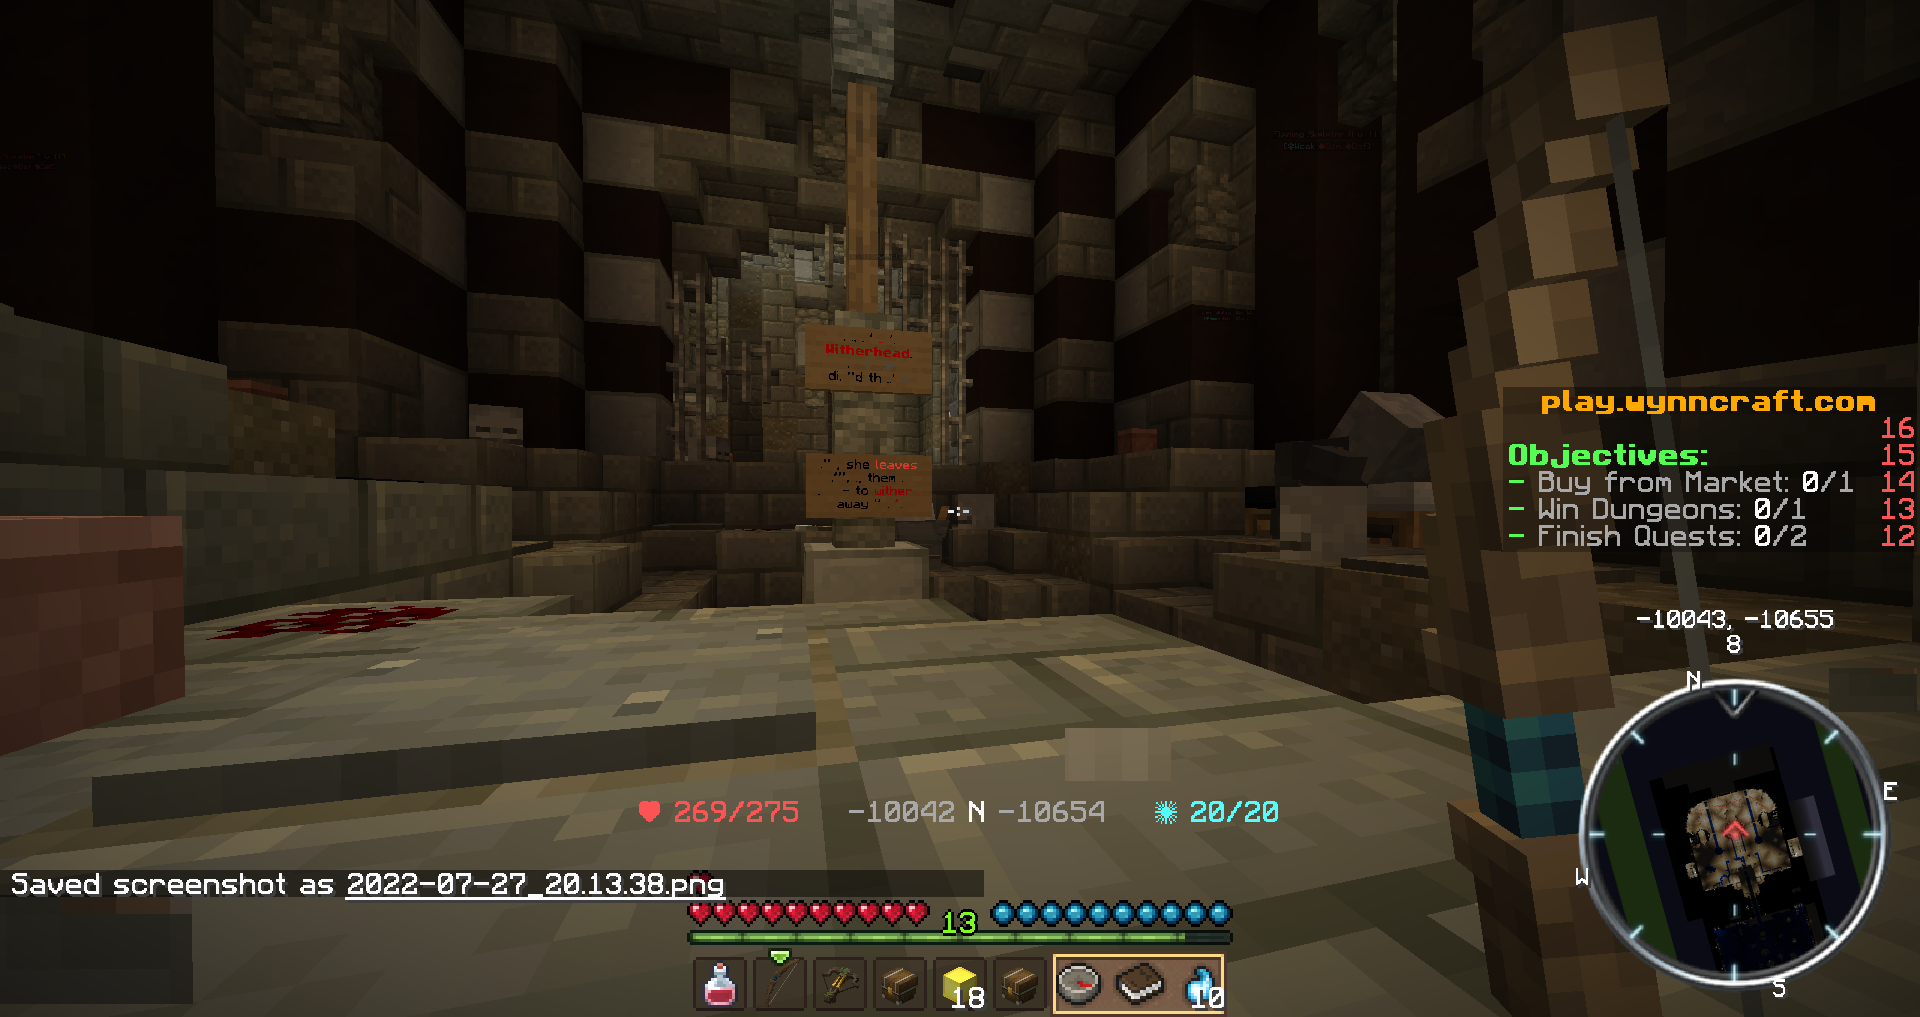 Witherhead.
she leaves
them
- to wither
away"
play.wynncraft.com
16
Objectives: 15
- Buy from Market: 0/1 14
- Win Dungeons: 0/1 13
- Finish Quests: 0/2 12
-10043, -10655
8
N
E
W
S
269/275 -10042 N -10654 20/20
Saved screenshot as 2022-07-27_20.13.38.png
13
18
10